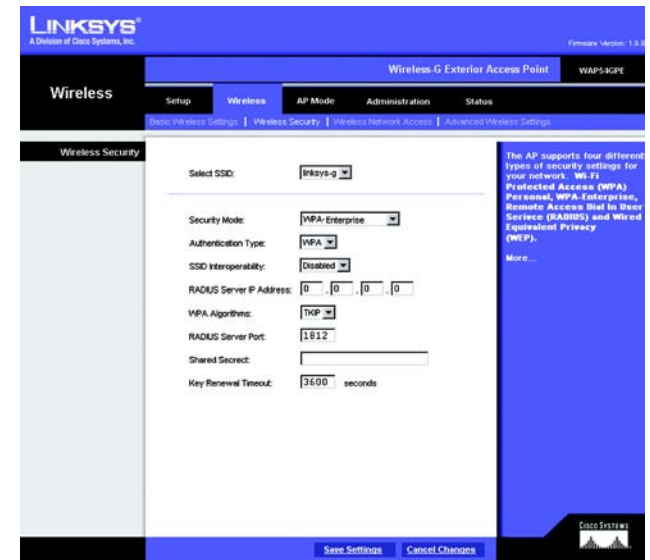 LINKSYS®
A Division of Cisco Systems, Inc.
Firmware Version: 1.9.8
Wireless-G Exterior Access Point WAP54GPE
Wireless
Setup Wireless AP Mode Administration Status
Basic Wireless Settings | Wireless Security | Wireless Network Access | Advanced Wireless Settings
Wireless Security
Select SSID: linksys-g
Security Mode: WPA-Enterprise
Authentication Type: WPA
SSID Interoperability: Disabled
RADIUS Server IP Address: 0 . 0 . 0 . 0
WPA Algorithms: TKIP
RADIUS Server Port: 1812
Shared Secrect:
Key Renewal Timeout: 3600 seconds
The AP supports four different
types of security settings for
your network. Wi-Fi
Protected Access (WPA)
Personal, WPA-Enterprise,
Remote Access Dial In User
Serivce (RADIUS) and Wired
Equivalent Privacy
(WEP).
More...
Save Settings Cancel Changes
CISCO SYSTEMS